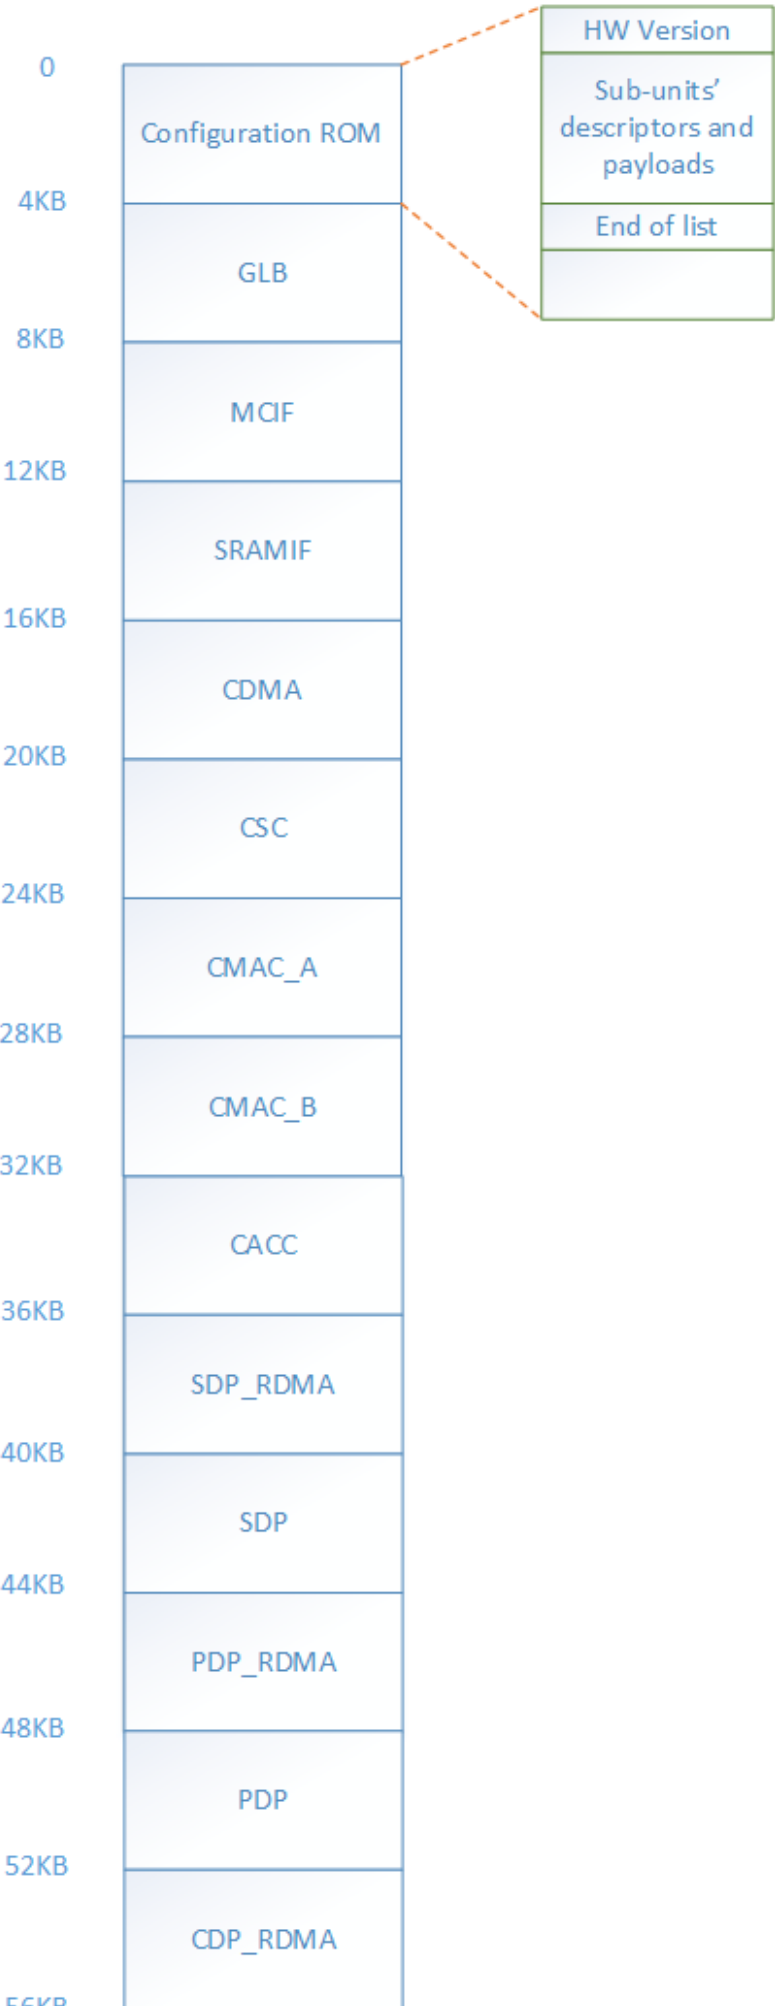 HW Version
Sub-units'
descriptors and
payloads
End of list
0
Configuration ROM
4KB
GLB
8KB
MCIF
12KB
SRAMIF
16KB
CDMA
20KB
CSC
24KB
CMAC_A
28KB
CMAC_B
32KB
CACC
36KB
SDP_RDMA
40KB
SDP
44KB
PDP_RDMA
48KB
PDP
52KB
CDP_RDMA
56KB